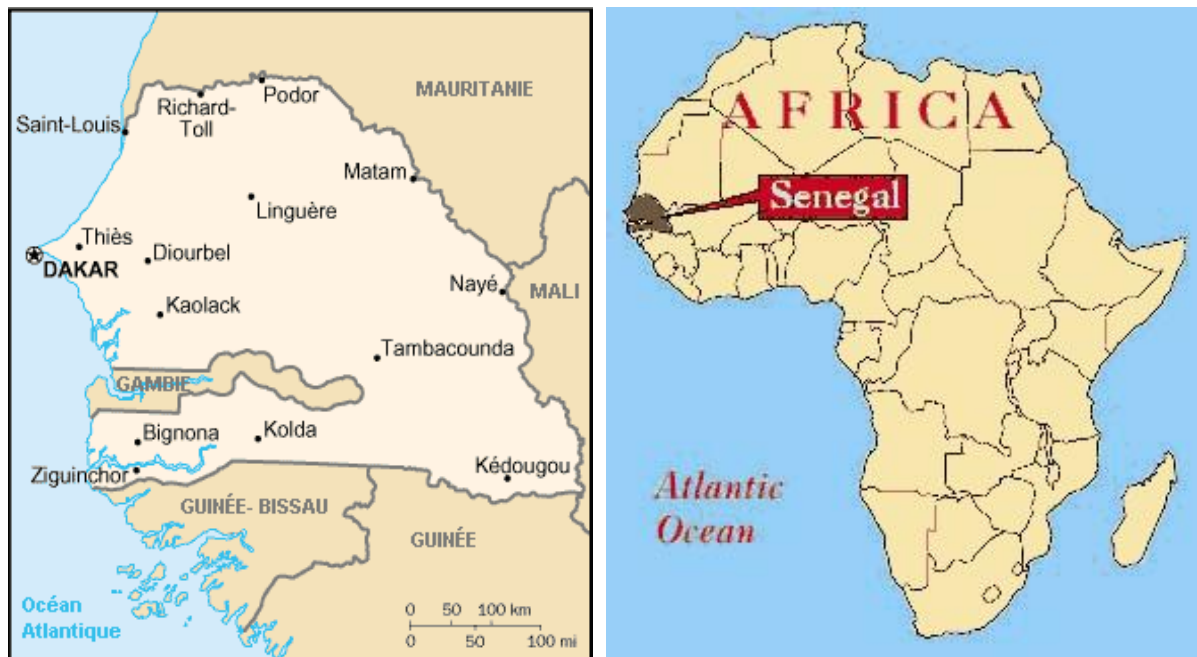 MAURITANIE
Podor
Richard-
Toll
Saint-Louis
Matam
Linguère
Thiès
DAKAR
Diourbel
Nayé
MALI
Kaolack
Tambacounda
GAMBIE
Bignona
Kolda
Ziguinchor
Kédougou
GUINÉE- BISSAU
GUINÉE
Océan
Atlantique
0 50 100 km
0 50 100 mi
AFRICA
Senegal
Atlantic
Ocean